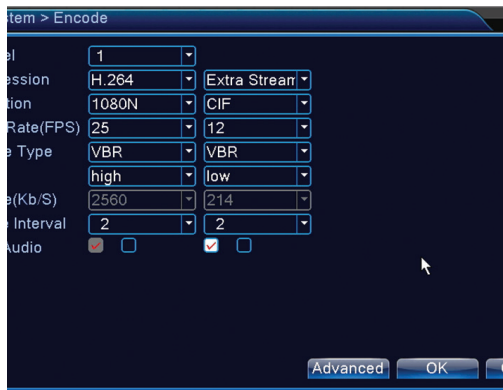 stem > Encode
el 1
ession H.264 Extra Stream
tion 1080N CIF
Rate(FPS) 25 12
e Type VBR VBR
high low
e(Kb/S) 2560 214
e Interval 2 2
Audio
Advanced OK